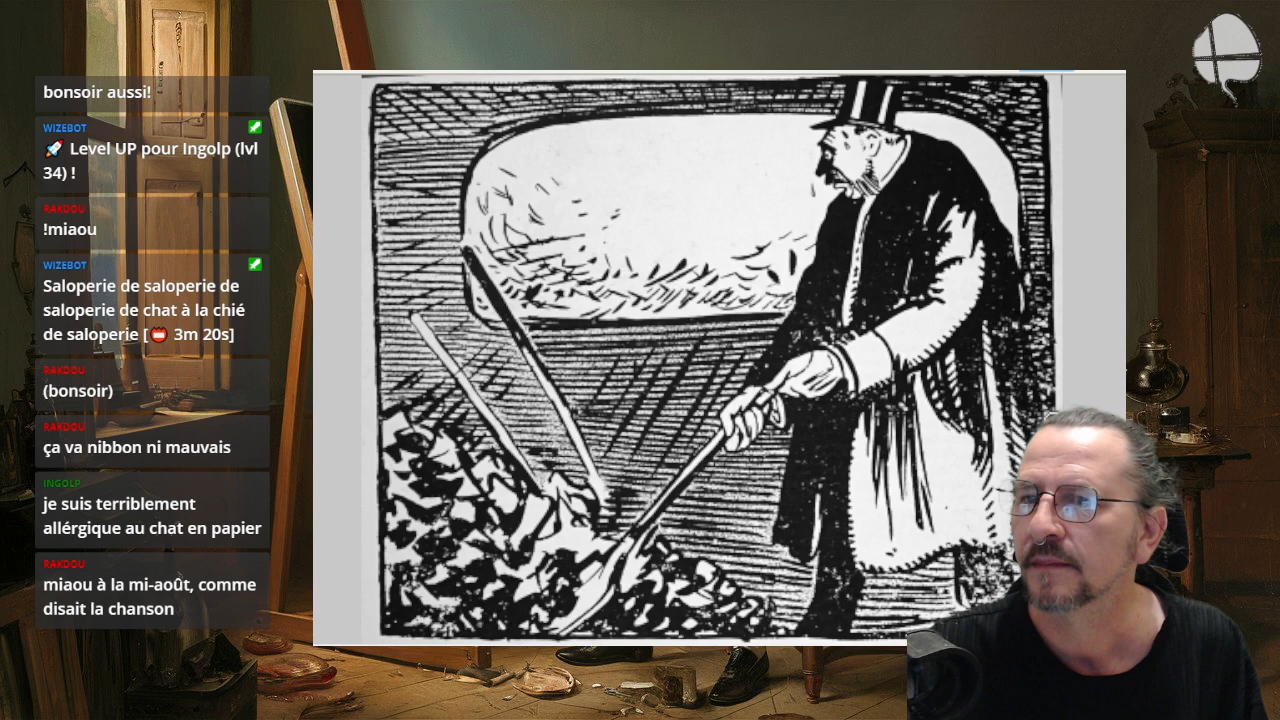 bonsoir aussi!
WIZEBOT
🚀 Level UP pour Ingolp (lvl
34) !
RAKDOU
!miaou
WIZEBOT
Saloperie de saloperie de
saloperie de chat à la chié
de saloperie [📛 3m 20s]
RAKDOU
(bonsoir)
RAKDOU
ça va nibbon ni mauvais
INGOLP
je suis terriblement
allérgique au chat en papier
RAKDOU
miaou à la mi-août, comme
disait la chanson